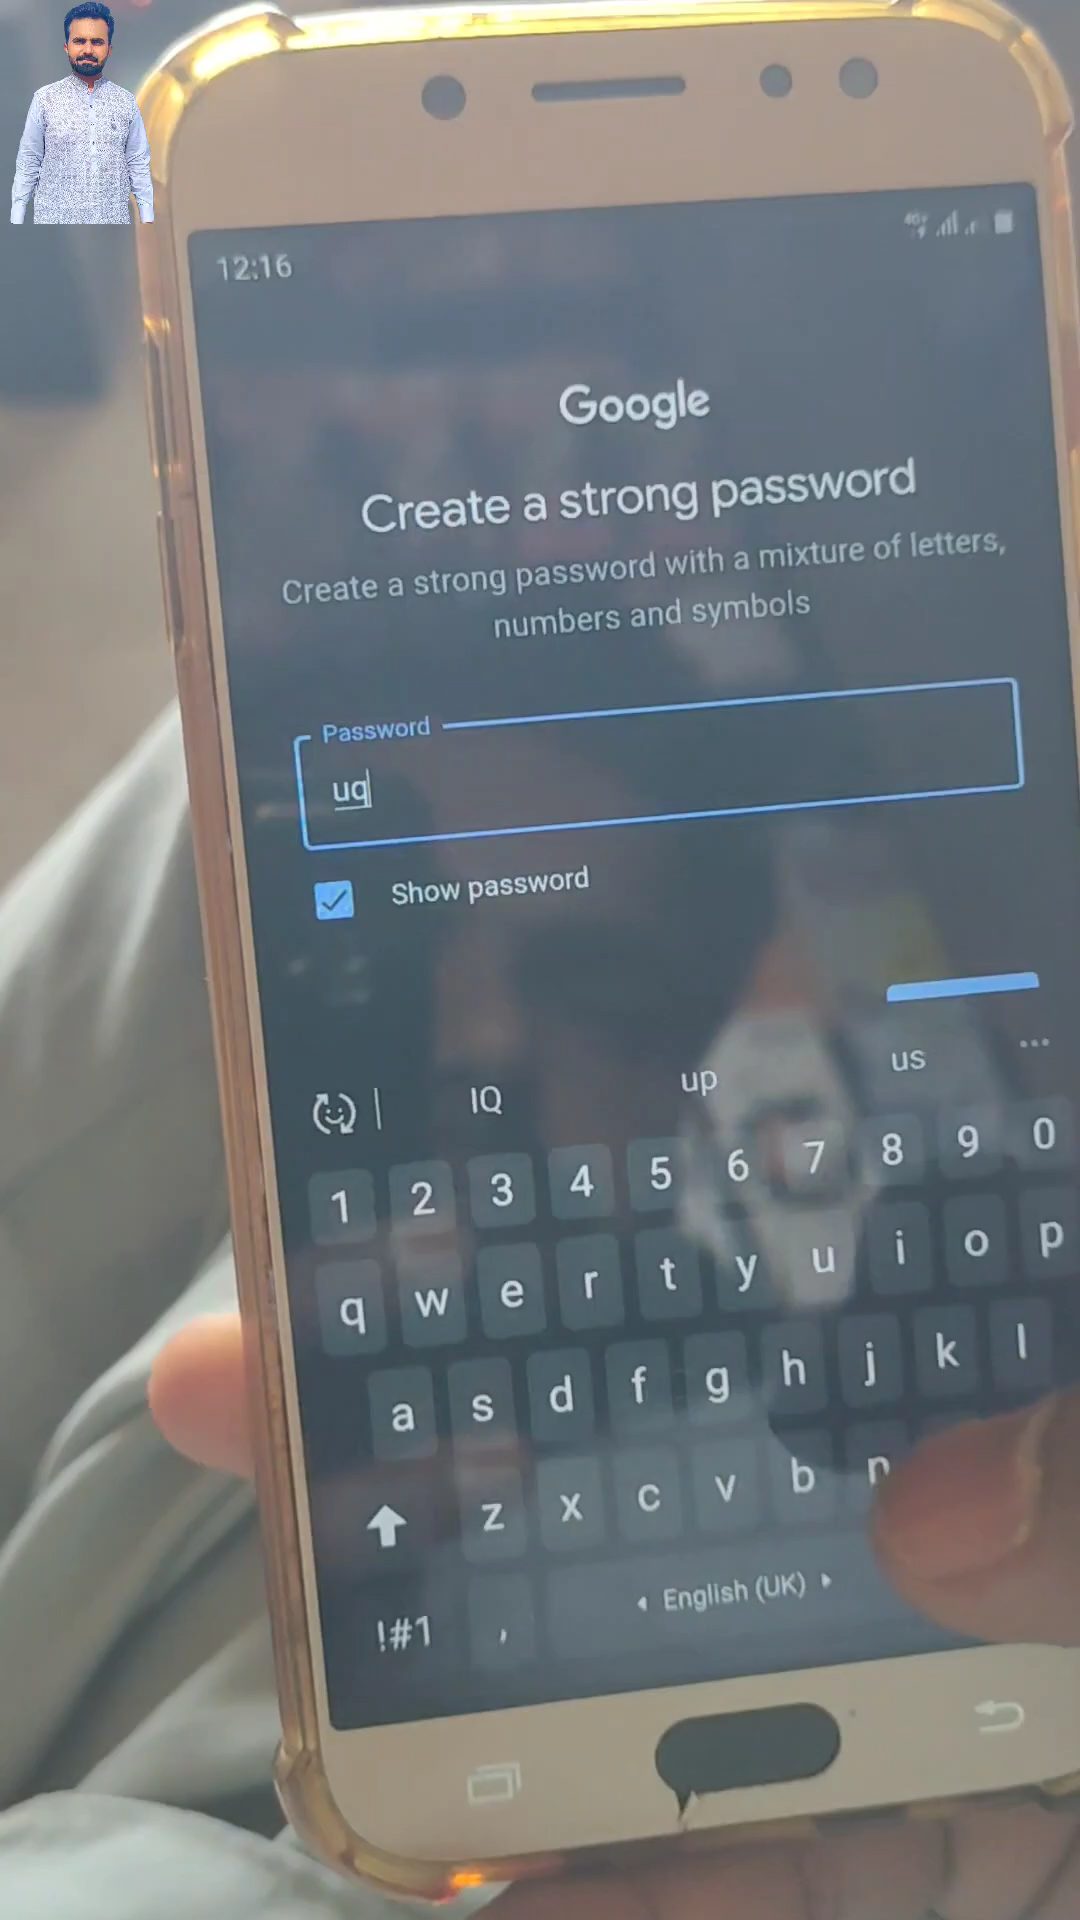 12:16
Google
Create a strong password
Create a strong password with a mixture of letters,
numbers and symbols
Password
uq
Show password
IQ up us
1 2 3 4 5 6 7 8 9 0
q w e r t y u i o p
a s d f g h j k l
z x c v b n
!#1 , English (UK)